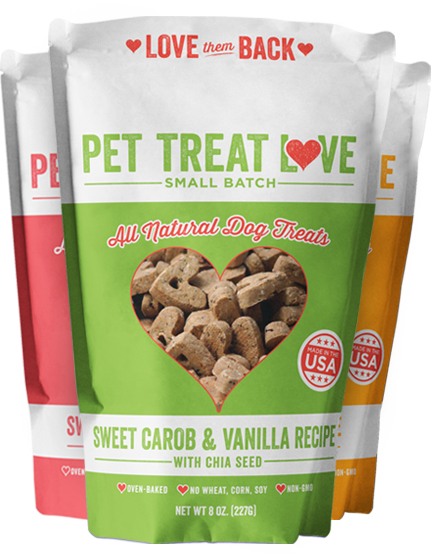 LOVE them BACK
PET TREAT LOVE
SMALL BATCH
All Natural Dog Treats
MADE IN THE
USA
MADE IN THE
USA
SWEET CAROB & VANILLA RECIPE
WITH CHIA SEED
OVEN-BAKED NO WHEAT, CORN, SOY NON-GMO
NET WT 8 OZ. (227G)